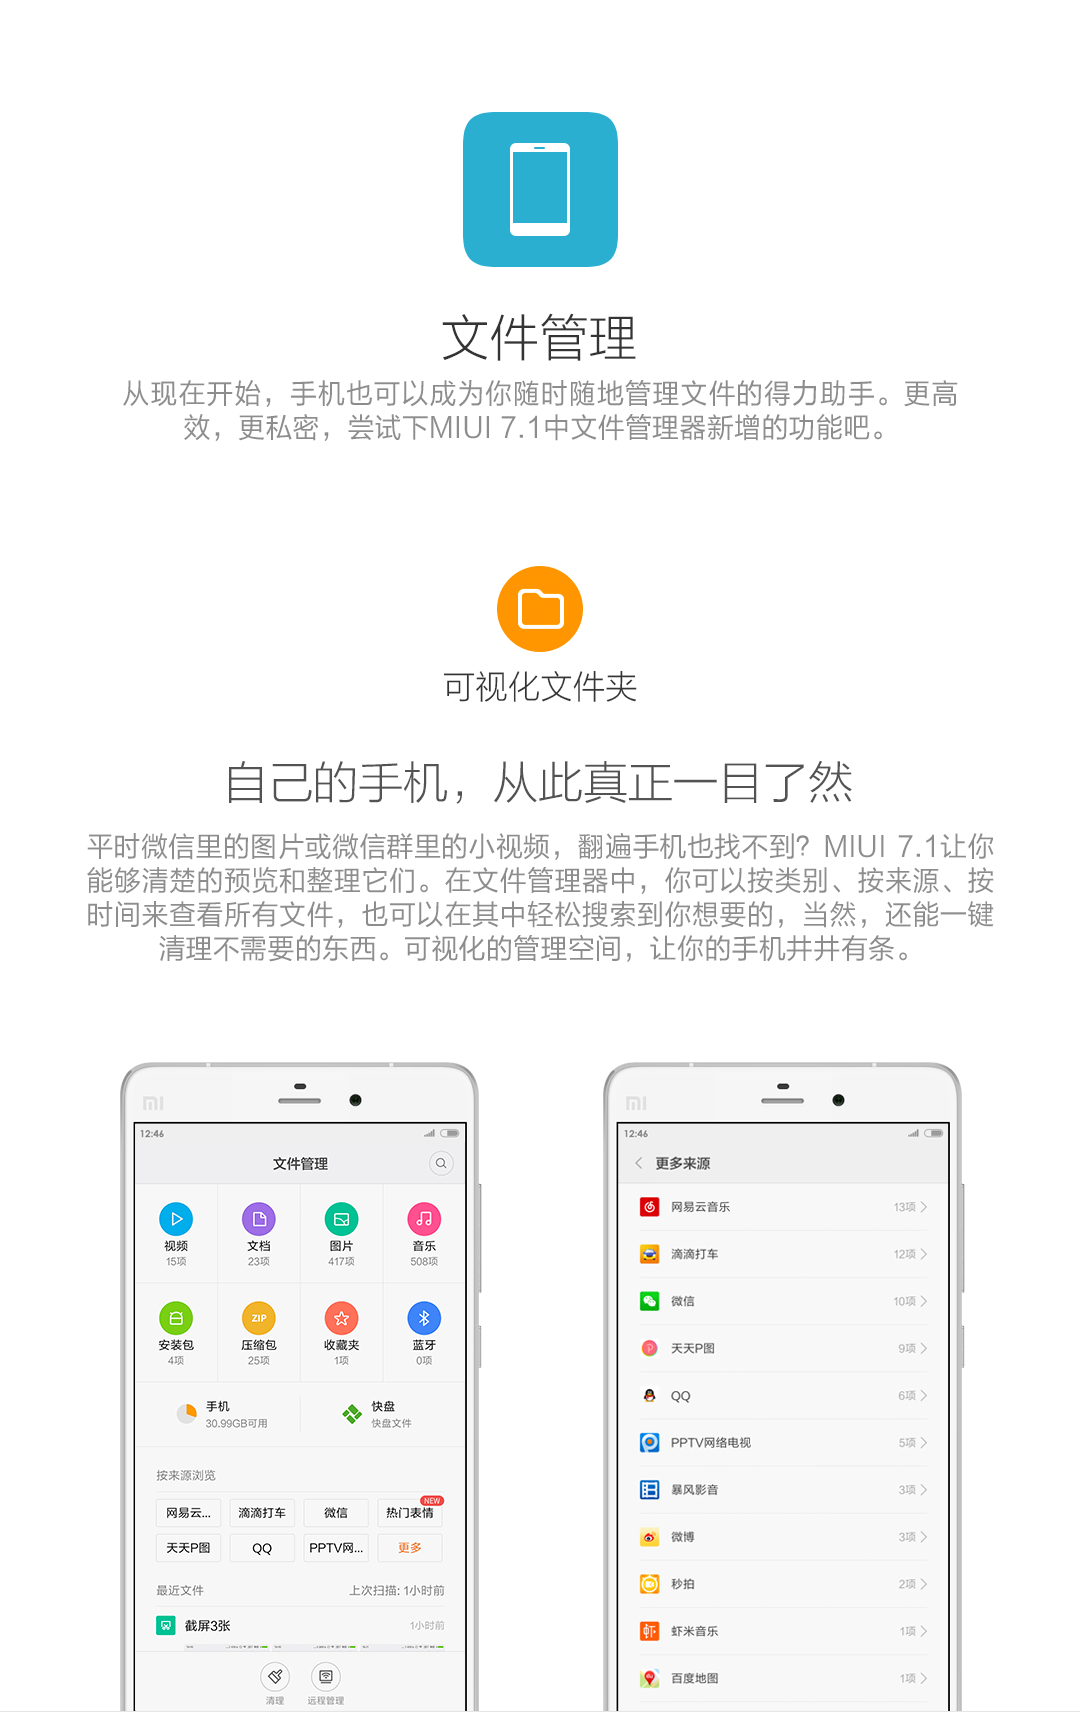 文件管理
从现在开始，手机也可以成为你随时随地管理文件的得力助手。更高
效，更私密，尝试下MIUI 7.1中文件管理器新增的功能吧。
可视化文件夹
自己的手机，从此真正一目了然
平时微信里的图片或微信群里的小视频，翻遍手机也找不到？MIUI 7.1让你
能够清楚的预览和整理它们。在文件管理器中，你可以按类别、按来源、按
时间来查看所有文件，也可以在其中轻松搜索到你想要的，当然，还能一键
清理不需要的东西。可视化的管理空间，让你的手机井井有条。
MI
12:46
文件管理
视频 文档 图片 音乐
15项 23项 417项 508项
ZIP
安装包 压缩包 收藏夹 蓝牙
4项 25项 1项 0项
手机 快盘
30.99GB可用 快盘文件
按来源浏览
NEW
网易云... 滴滴打车 微信 热门表情
天天P图 QQ PPTV网... 更多
最近文件 上次扫描: 1小时前
截屏3张 1小时前
清理 远程管理
MI
12:46
更多来源
网易云音乐 13项
滴滴打车 12项
微信 10项
天天P图 9项
QQ 6项
PPTV网络电视 5项
暴风影音 3项
微博 3项
秒拍 2项
虾 虾米音乐 1项
百度地图 1项